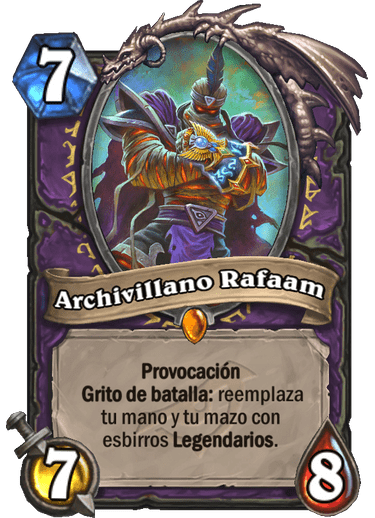 7
Archivillano Rafaam
Provocación
Grito de batalla: reemplaza
tu mano y tu mazo con
esbirros Legendarios.
7
8